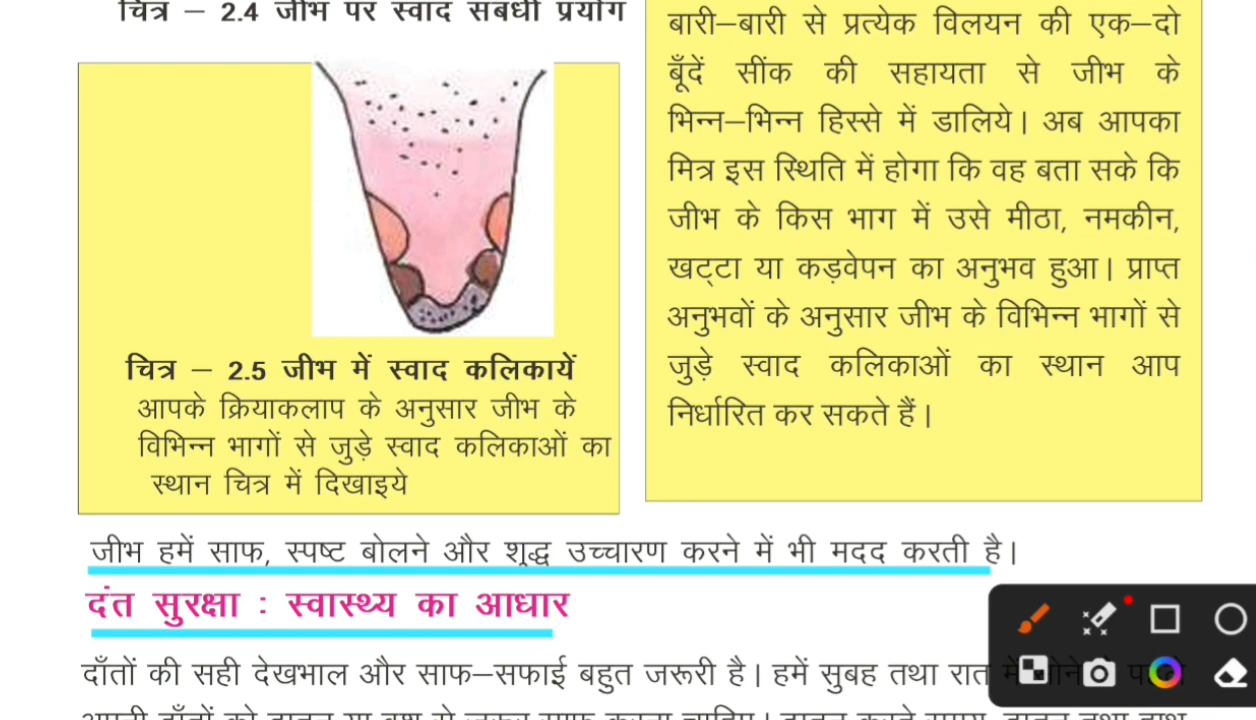 चित्र – 2.4 जीभ पर स्वाद संबंधी प्रयोग
चित्र – 2.5 जीभ में स्वाद कलिकायें
आपके क्रियाकलाप के अनुसार जीभ के
विभिन्न भागों से जुड़े स्वाद कलिकाओं का
स्थान चित्र में दिखाइये
बारी–बारी से प्रत्येक विलयन की एक–दो
बूँदें सींक की सहायता से जीभ के
भिन्न–भिन्न हिस्से में डालिये। अब आपका
मित्र इस स्थिति में होगा कि वह बता सके कि
जीभ के किस भाग में उसे मीठा, नमकीन,
खट्टा या कड़वेपन का अनुभव हुआ। प्राप्त
अनुभवों के अनुसार जीभ के विभिन्न भागों से
जुड़े स्वाद कलिकाओं का स्थान आप
निर्धारित कर सकते हैं।
जीभ हमें साफ, स्पष्ट बोलने और शुद्ध उच्चारण करने में भी मदद करती है।
दंत सुरक्षा : स्वास्थ्य का आधार
दाँतों की सही देखभाल और साफ–सफाई बहुत जरूरी है। हमें सुबह तथा रात में सोने से पहले